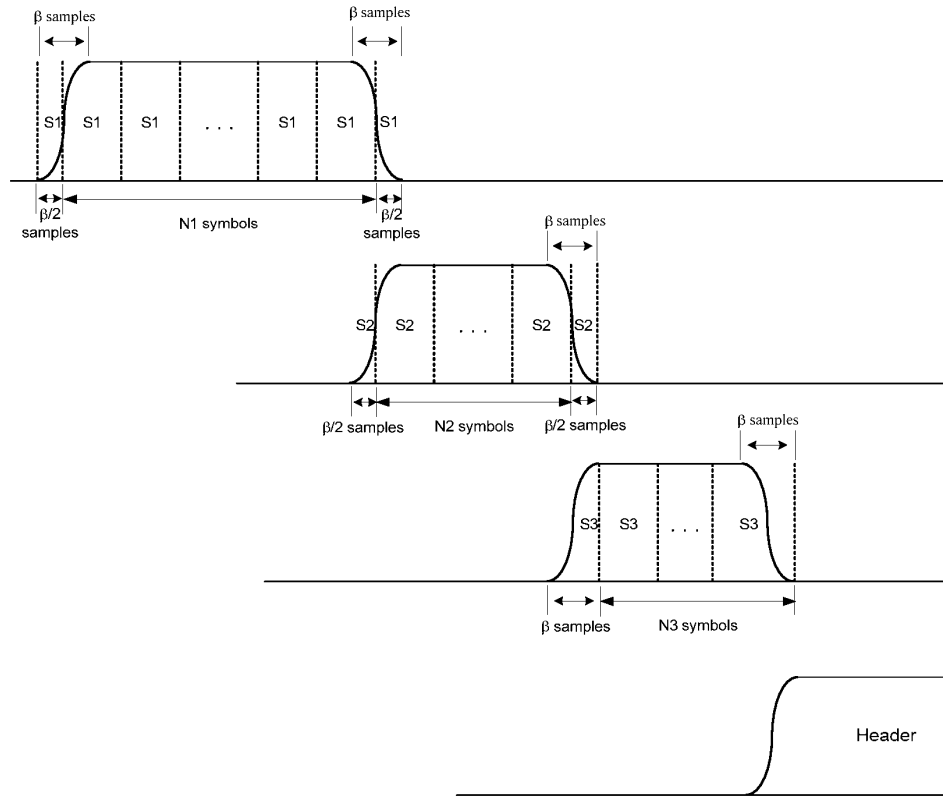 β samples β samples
S1 S1 S1 . . . S1 S1 S1
β/2 samples N1 symbols β/2 samples
β samples
S2 S2 . . . S2 S2
β/2 samples N2 symbols β/2 samples
β samples
S3 S3 . . . S3
β samples N3 symbols
Header